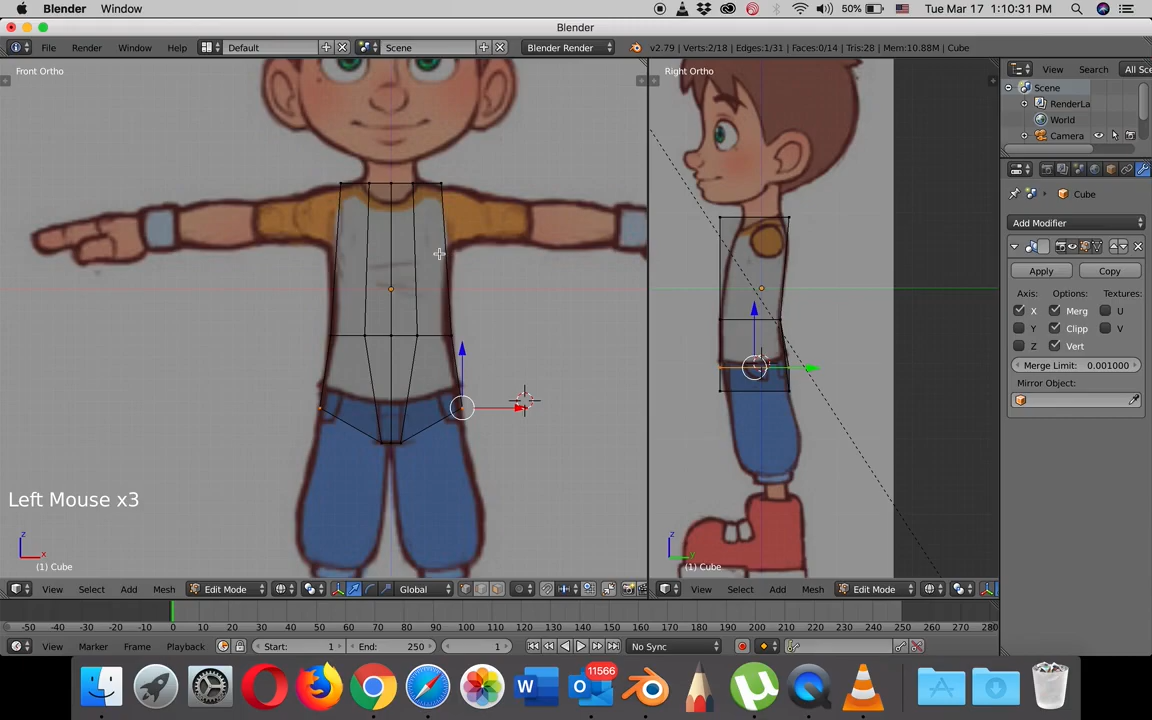 Blender Window 50% Tue Mar 17 1:10:31 PM
Blender
File Render Window Help Default Scene Blender Render v2.79 | Verts:2/18 | Edges:1/31 | Faces:0/14 | Tris:28 | Mem:10.88M | Cube
Front Ortho
Right Ortho
View Search All Sce
Scene
RenderLa
World
Camera
Cube
Add Modifier
Apply Copy
Axis: Options: Textures:
X Merg U
Y Clipp V
Z Vert
Merge Limit: 0.001000
Mirror Object:
Left Mouse x3
z
x
(1) Cube
z
y
(1) Cube
View Select Add Mesh Edit Mode Global
View Select Add Mesh Edit Mode
-50 -40 -30 -20 -10 0 10 20 30 40 50 60 70 80 90 100 110 120 130 140 150 160 170 180 190 200 210 220 230 240 250 260 270 280
View Marker Frame Playback Start: 1 End: 250 1 No Sync
11566
W